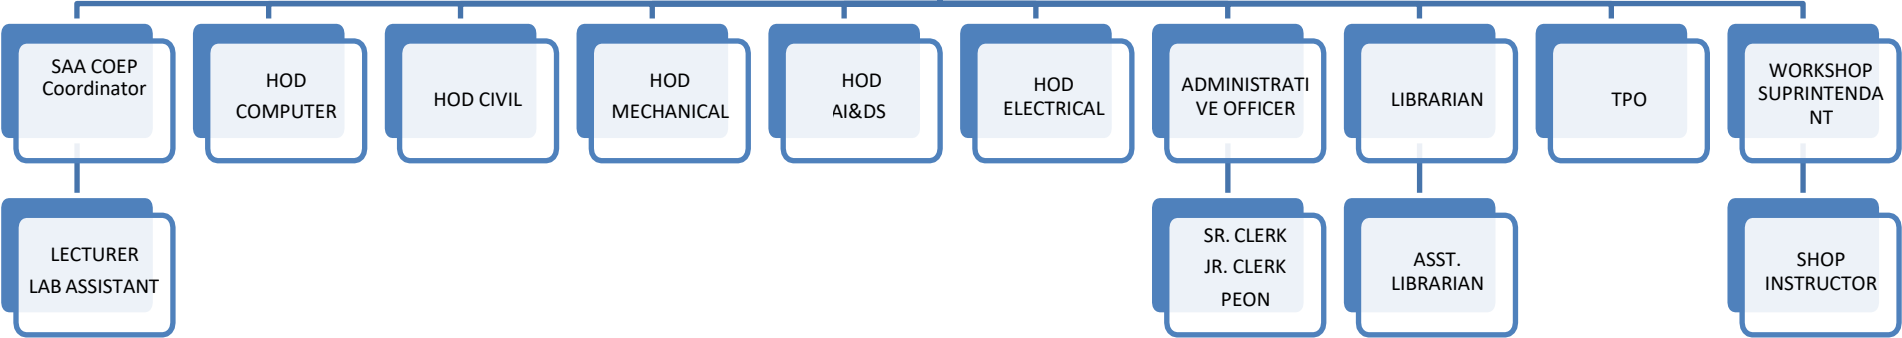 SAA COEP
Coordinator
HOD
COMPUTER
HOD CIVIL
HOD
MECHANICAL
HOD
AI&DS
HOD
ELECTRICAL
ADMINISTRATI
VE OFFICER
LIBRARIAN
TPO
WORKSHOP
SUPRINTENDA
NT
LECTURER
LAB ASSISTANT
SR. CLERK
JR. CLERK
PEON
ASST.
LIBRARIAN
SHOP
INSTRUCTOR